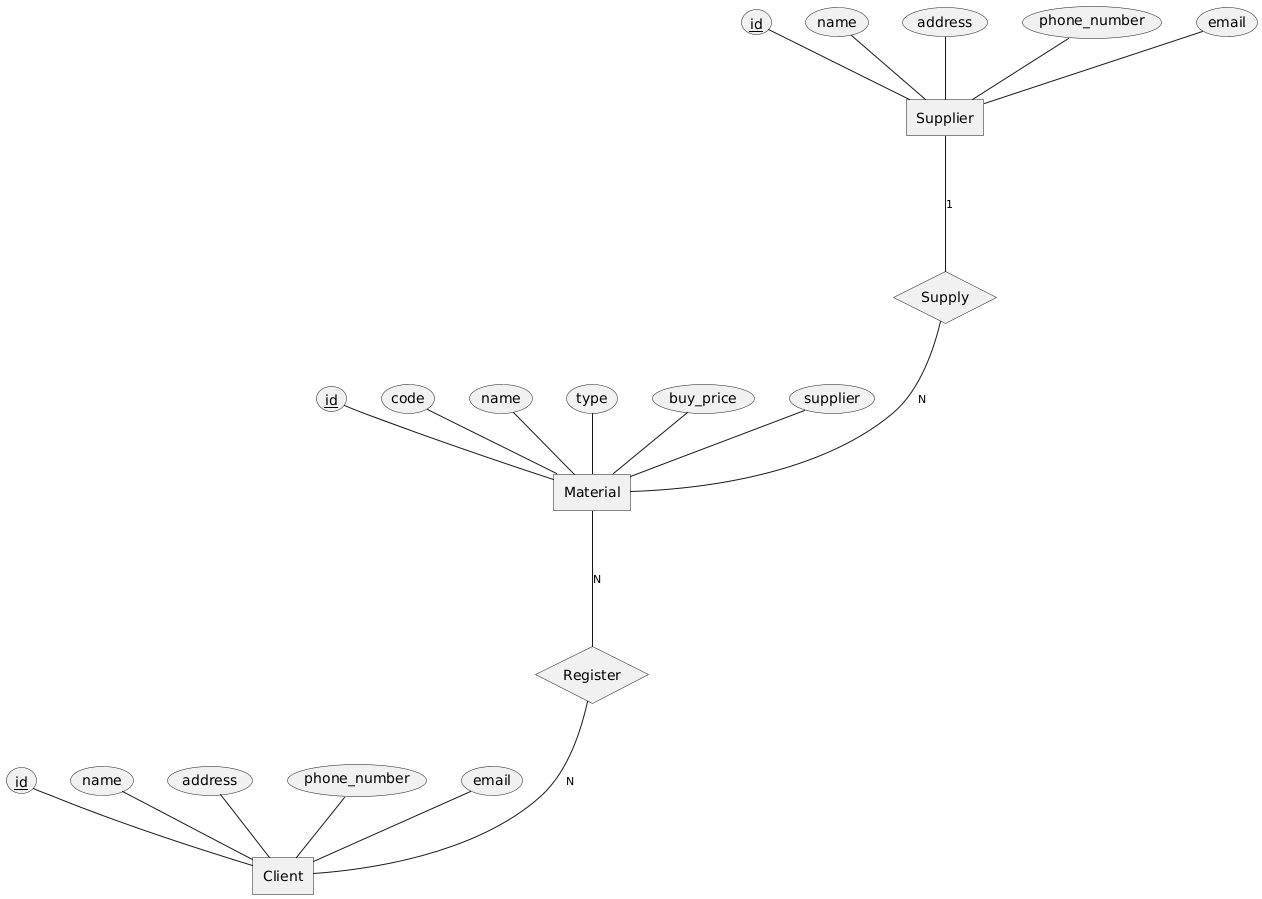 id
name
address
phone_number
email
Supplier
1
Supply
id
code
name
type
buy_price
supplier
N
Material
N
Register
id
name
address
phone_number
email
N
Client